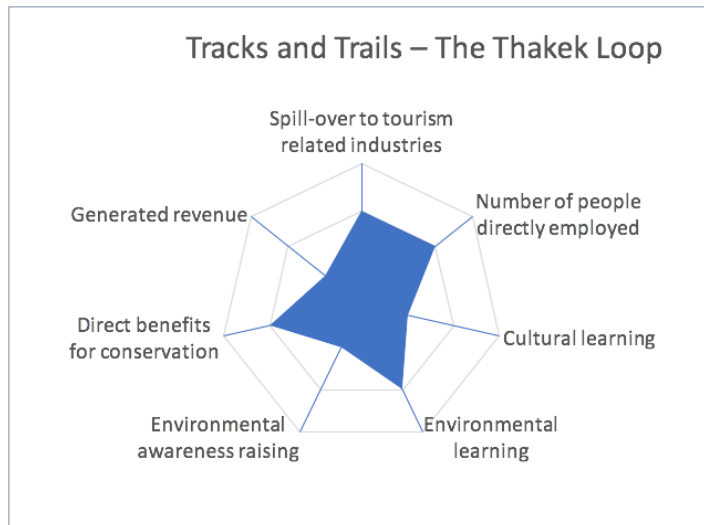 Tracks and Trails – The Thakek Loop
Spill-over to tourism
related industries
Number of people
directly employed
Cultural learning
Environmental
learning
Environmental
awareness raising
Direct benefits
for conservation
Generated revenue